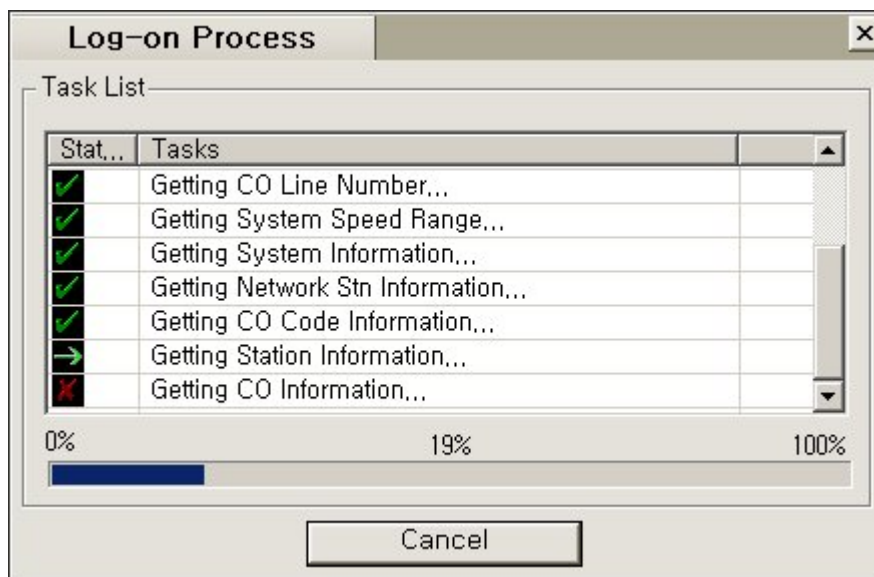 Log-on Process
Task List
Stat,,, Tasks
Getting CO Line Number,,,
Getting System Speed Range,,,
Getting System Information,,,
Getting Network Stn Information,,,
Getting CO Code Information,,,
Getting Station Information,,,
Getting CO Information,,,
0% 19% 100%
Cancel